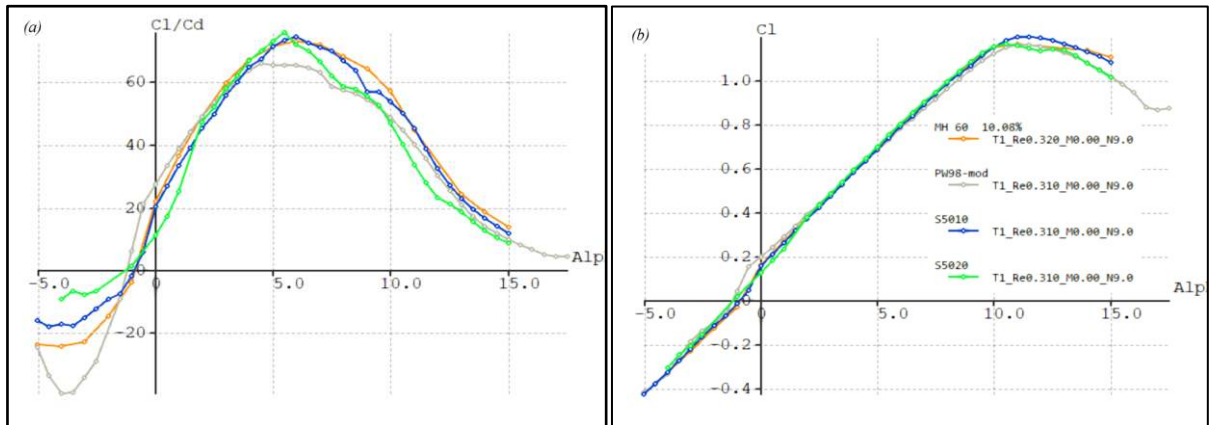 (a)
Cl/Cd
60
40
20
0
-20
-5.0
5.0
10.0
15.0
Alp
(b)
Cl
1.0
0.8
0.6
0.4
0.2
-0.2
-0.4
-5.0
0.0
5.0
10.0
15.0
Alpl
MH 60 10.08%
T1_Re0.320_M0.00_N9.0
PW98-mod
T1_Re0.310_M0.00_N9.0
S5010
T1_Re0.310_M0.00_N9.0
S5020
T1_Re0.310_M0.00_N9.0